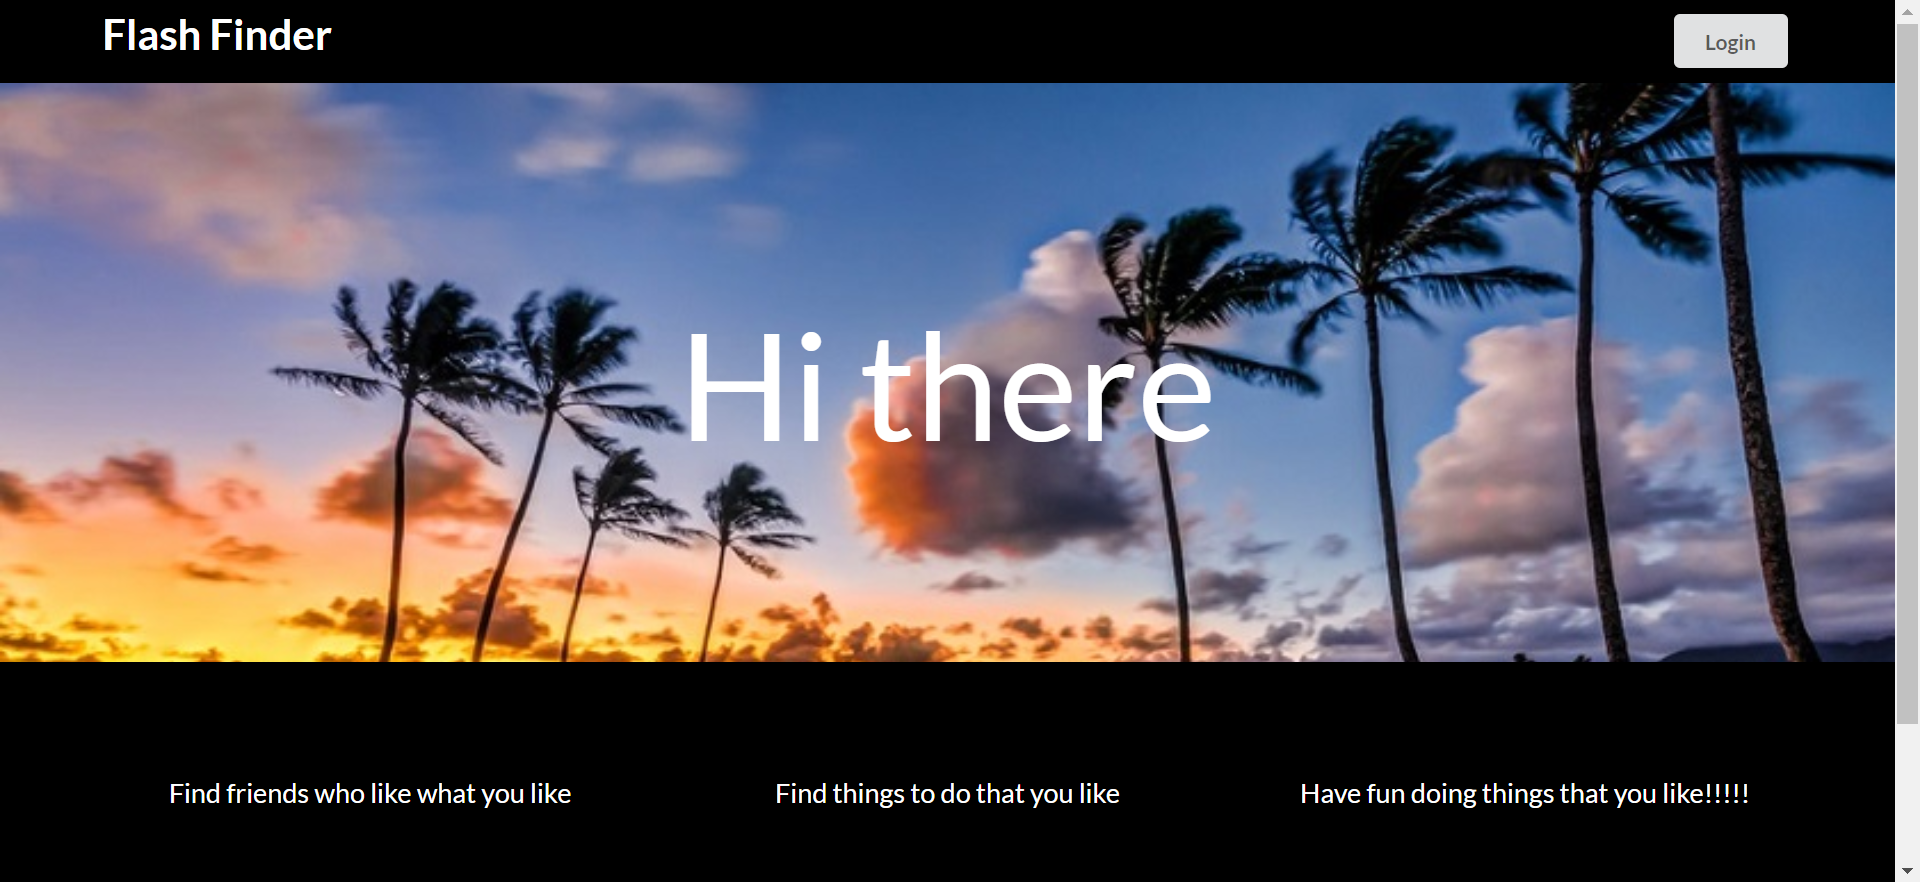 Flash Finder
Login
Hi there
Find friends who like what you like
Find things to do that you like
Have fun doing things that you like!!!!!